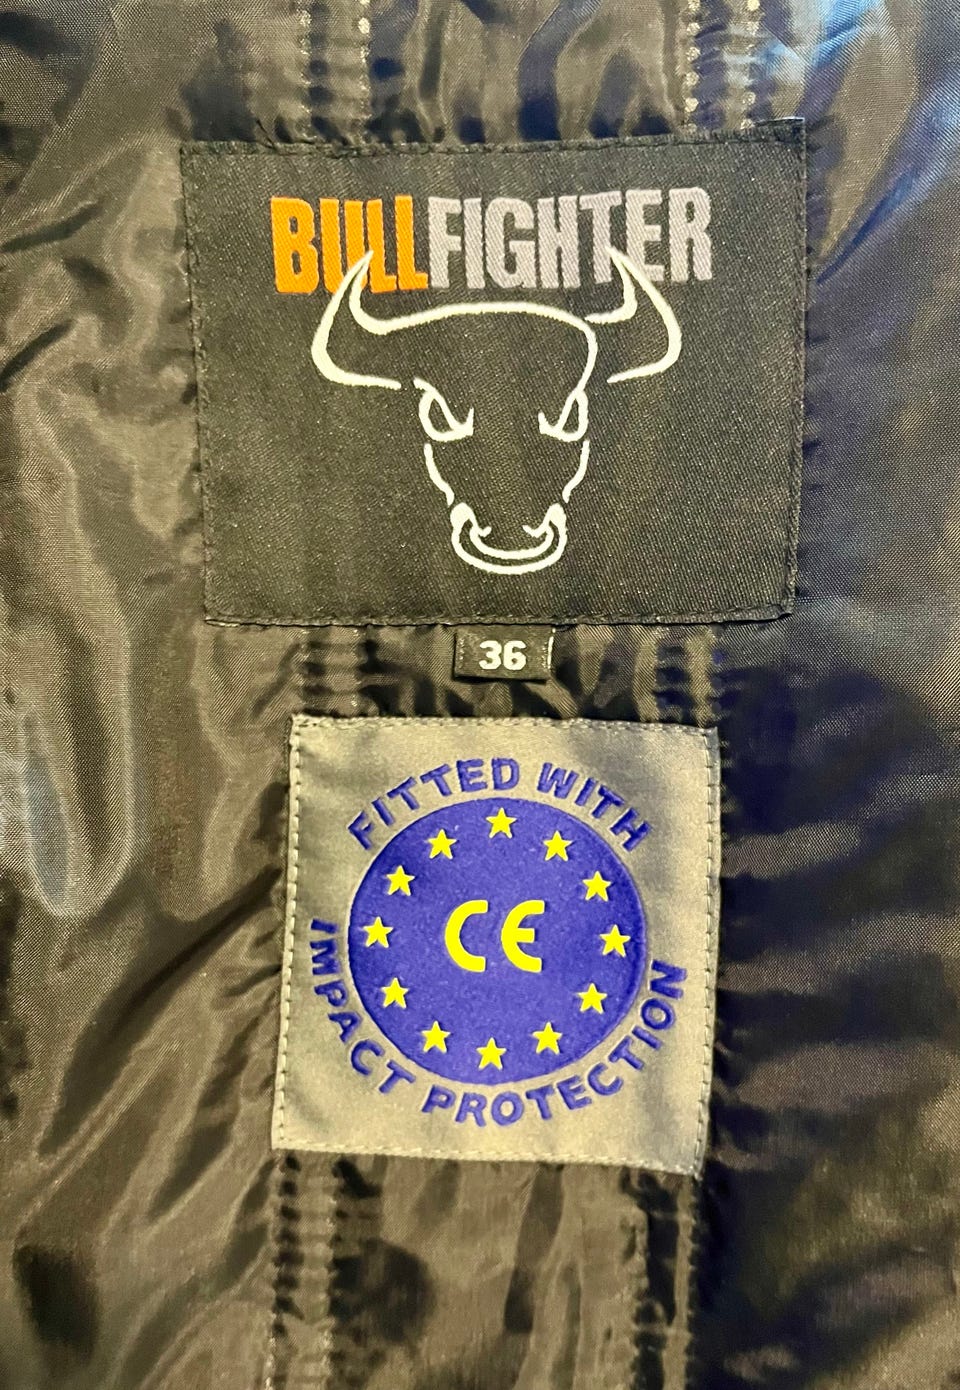 BULLFIGHTER
36
FITTED WITH
CE
IMPACT PROTECTION